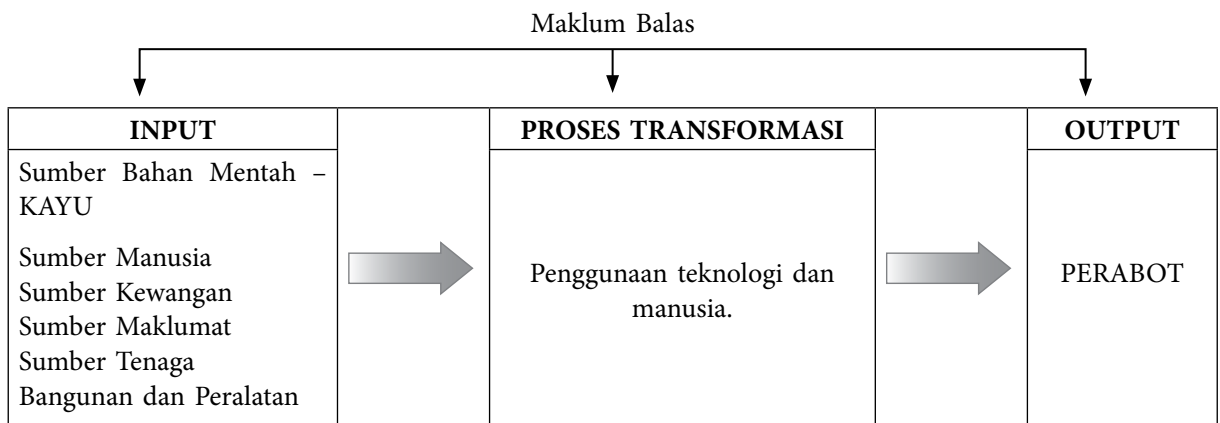 Maklum Balas
INPUT
PROSES TRANSFORMASI
OUTPUT
Sumber Bahan Mentah –
KAYU
Sumber Manusia
Sumber Kewangan
Sumber Maklumat
Sumber Tenaga
Bangunan dan Peralatan
Penggunaan teknologi dan
manusia.
PERABOT